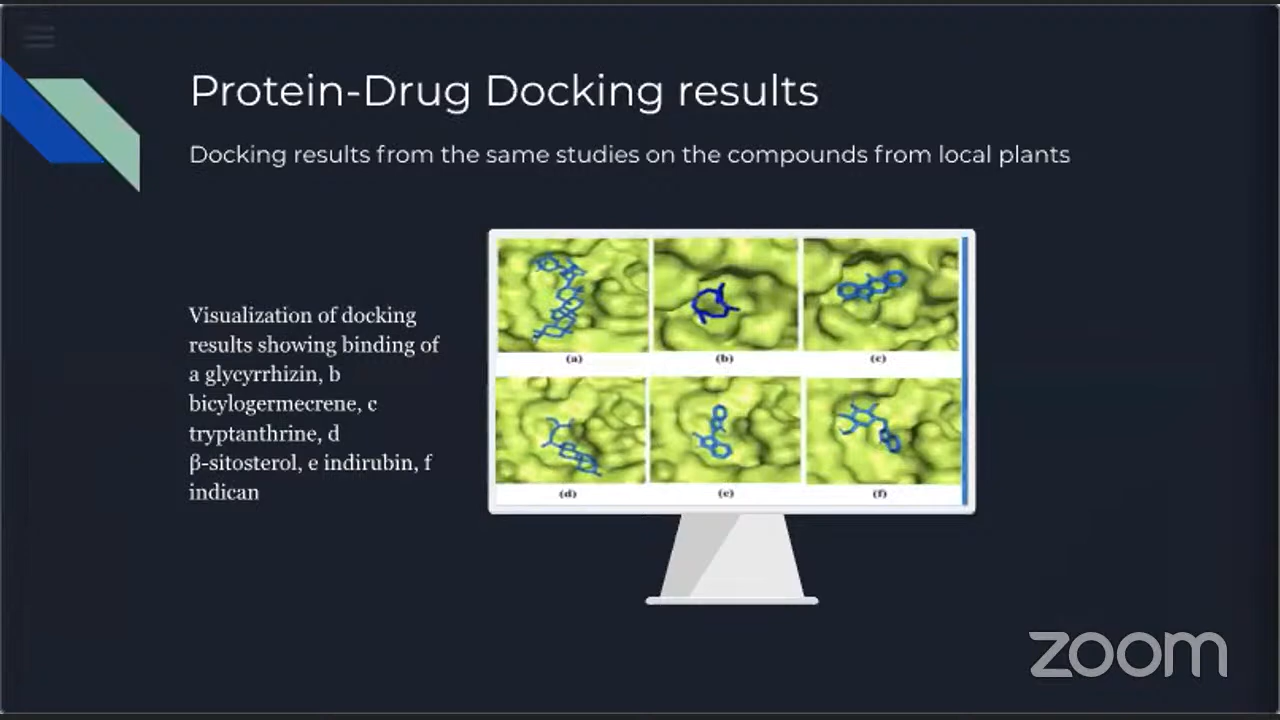 Protein-Drug Docking results
Docking results from the same studies on the compounds from local plants
Visualization of docking
results showing binding of
a glycyrrhizin, b
bicylogermecrene, c
tryptanthrine, d
β-sitosterol, e indirubin, f
indican
(a)
(b)
(c)
(d)
(e)
(f)
zoom